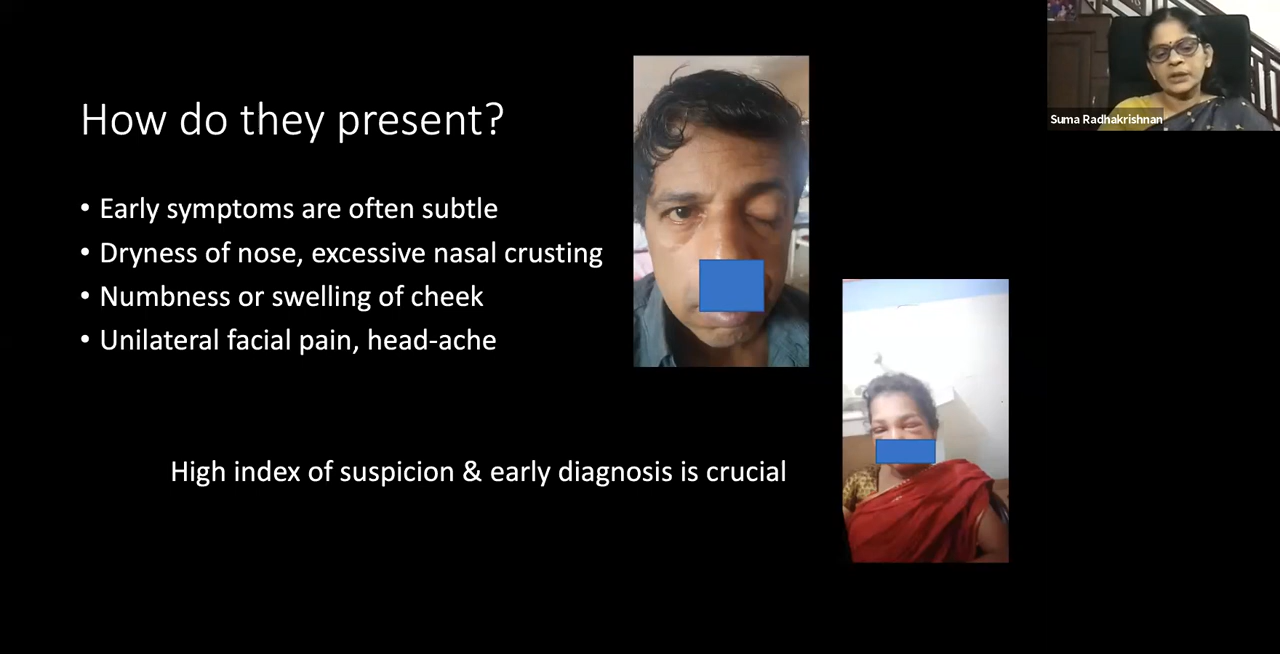 How do they present?
• Early symptoms are often subtle
• Dryness of nose, excessive nasal crusting
• Numbness or swelling of cheek
• Unilateral facial pain, head-ache
High index of suspicion & early diagnosis is crucial
Suma Radhakrishnan